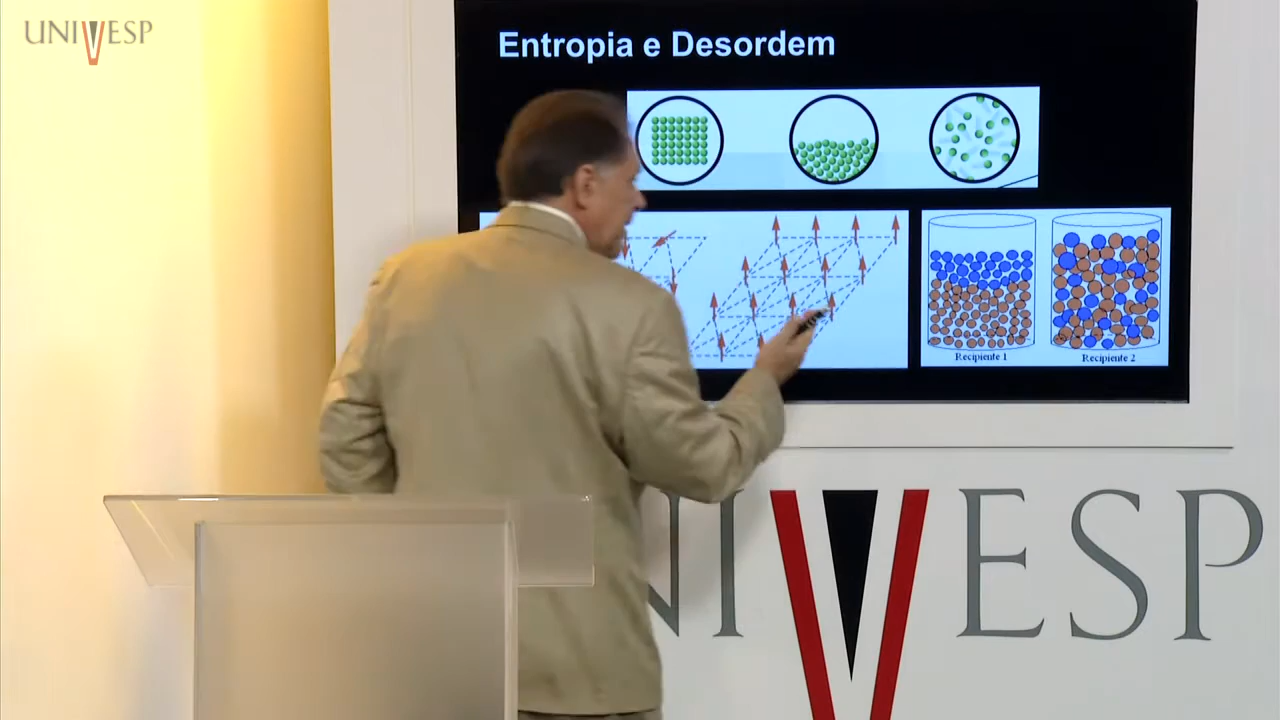 UNIVESP
Entropia e Desordem
Recipiente 1
Recipiente 2
NIVESP